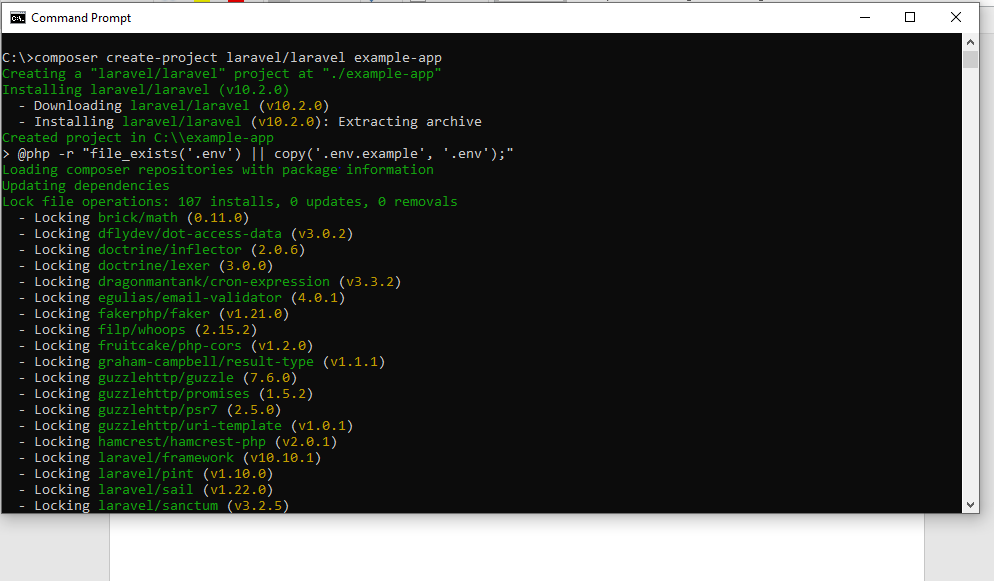 Command Prompt
C:\>composer create-project laravel/laravel example-app
Creating a "laravel/laravel" project at "./example-app"
Installing laravel/laravel (v10.2.0)
  - Downloading laravel/laravel (v10.2.0)
  - Installing laravel/laravel (v10.2.0): Extracting archive
Created project in C:\\example-app
> @php -r "file_exists('.env') || copy('.env.example', '.env');"
Loading composer repositories with package information
Updating dependencies
Lock file operations: 107 installs, 0 updates, 0 removals
  - Locking brick/math (0.11.0)
  - Locking dflydev/dot-access-data (v3.0.2)
  - Locking doctrine/inflector (2.0.6)
  - Locking doctrine/lexer (3.0.0)
  - Locking dragonmantank/cron-expression (v3.3.2)
  - Locking egulias/email-validator (4.0.1)
  - Locking fakerphp/faker (v1.21.0)
  - Locking filp/whoops (2.15.2)
  - Locking fruitcake/php-cors (v1.2.0)
  - Locking graham-campbell/result-type (v1.1.1)
  - Locking guzzlehttp/guzzle (7.6.0)
  - Locking guzzlehttp/promises (1.5.2)
  - Locking guzzlehttp/psr7 (2.5.0)
  - Locking guzzlehttp/uri-template (v1.0.1)
  - Locking hamcrest/hamcrest-php (v2.0.1)
  - Locking laravel/framework (v10.10.1)
  - Locking laravel/pint (v1.10.0)
  - Locking laravel/sail (v1.22.0)
  - Locking laravel/sanctum (v3.2.5)